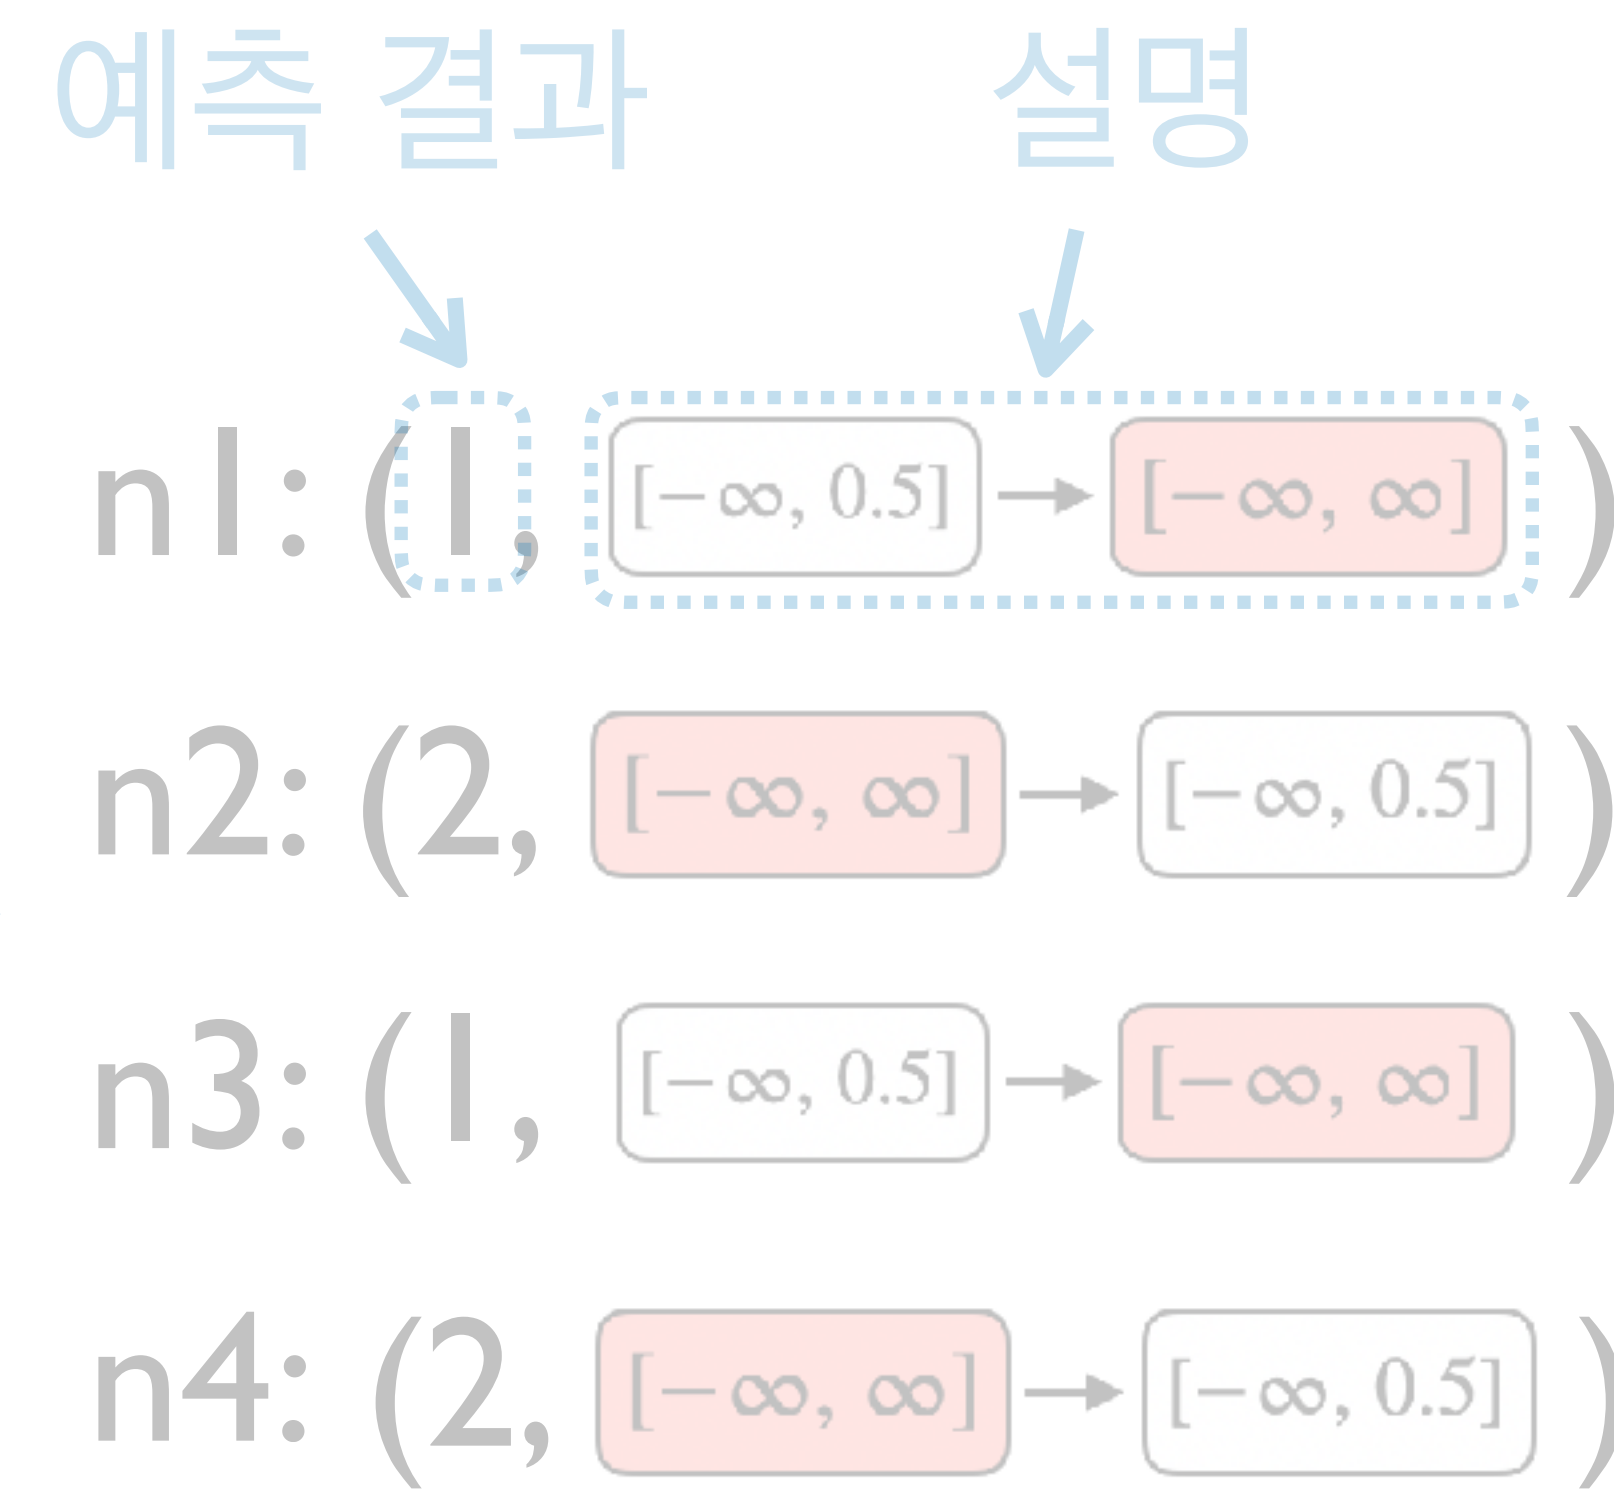 예측 결과 설명
n1: (1, [−∞, 0.5] → [−∞, ∞] )
n2: (2, [−∞, ∞] → [−∞, 0.5] )
n3: (1, [−∞, 0.5] → [−∞, ∞] )
n4: (2, [−∞, ∞] → [−∞, 0.5] )